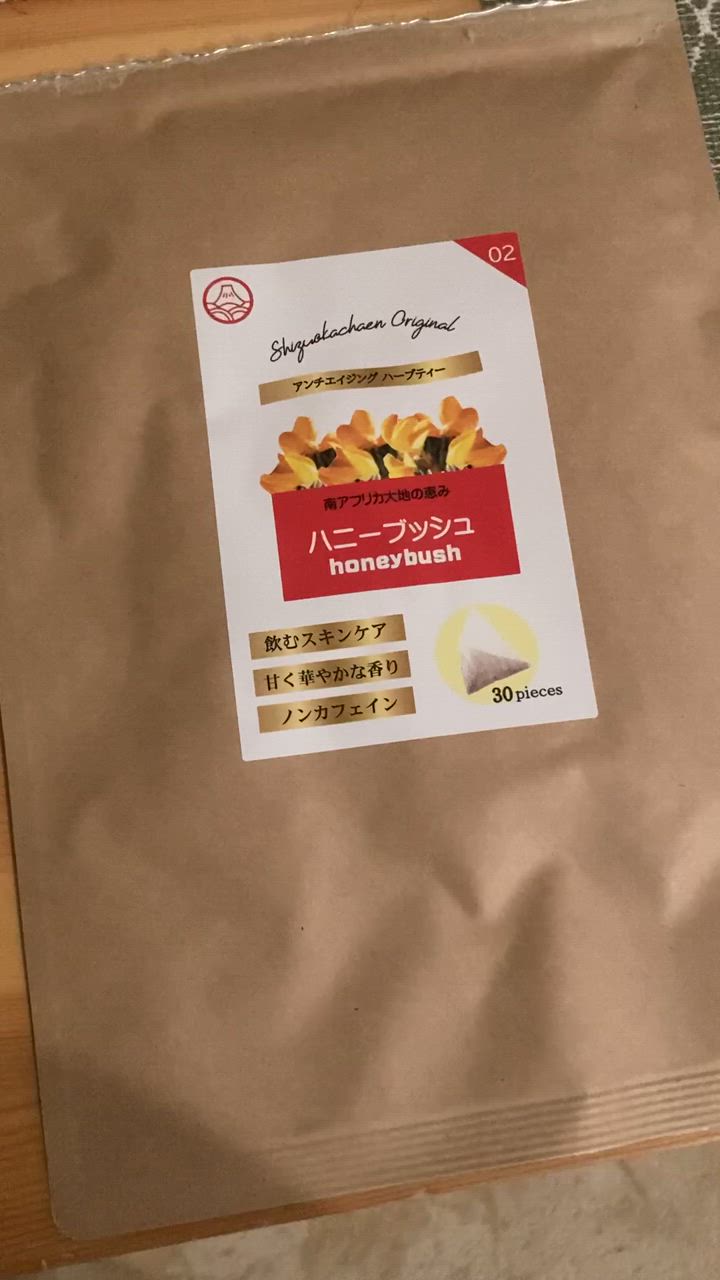 02
Shizuokachaen Original
アンチエイジング ハーブティー
南アフリカ大地の恵み
ハニーブッシュ
honeybush
飲むスキンケア
甘く華やかな香り
ノンカフェイン
30 pieces